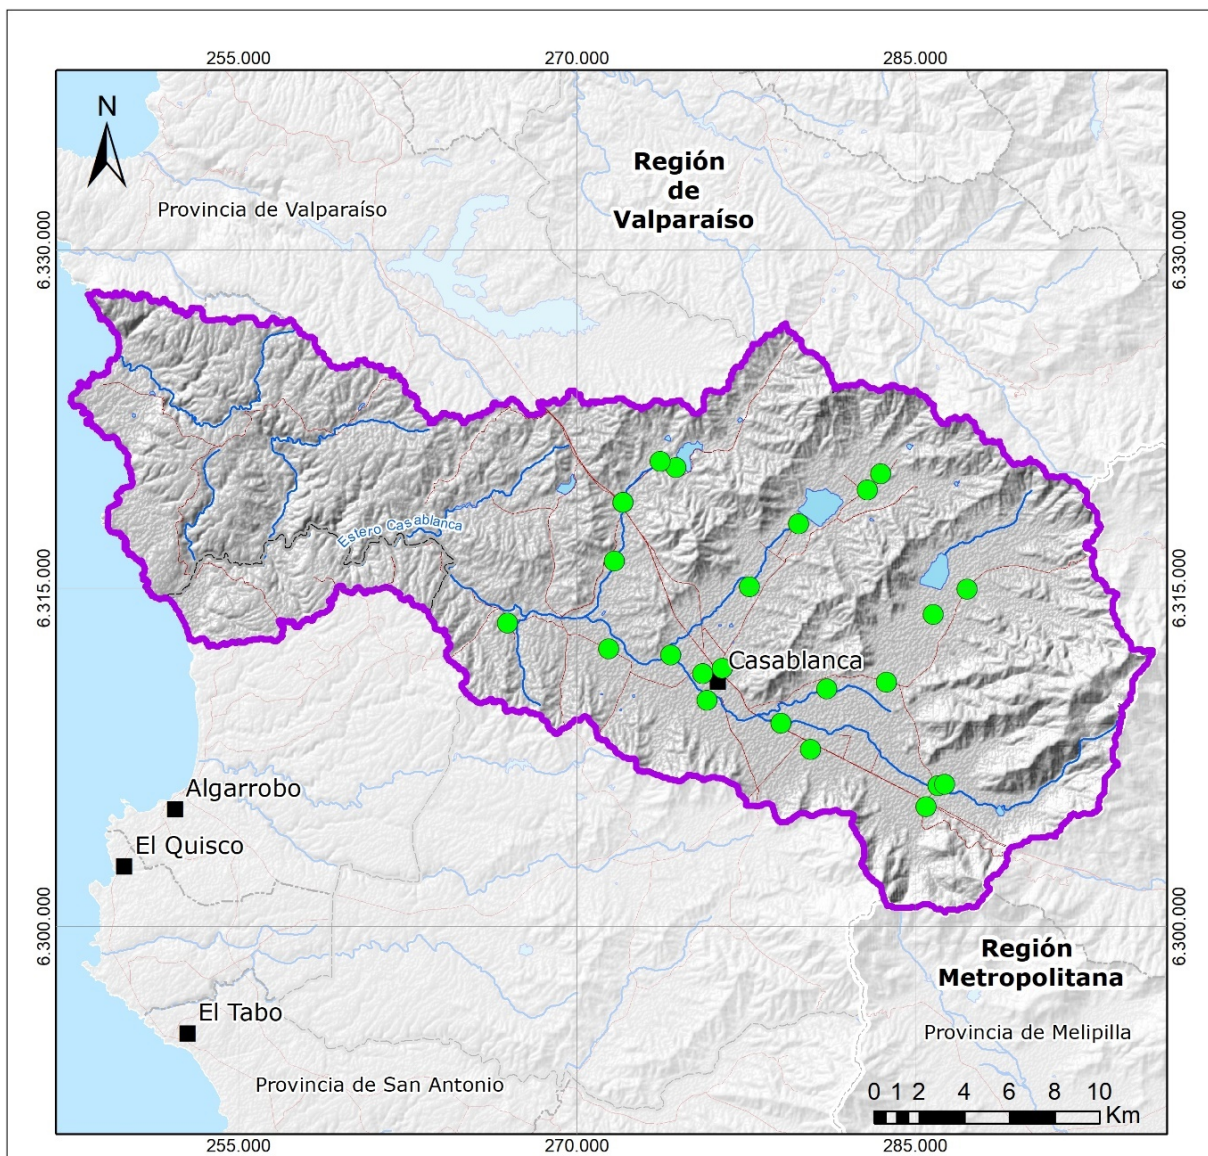 255.000
270.000
285.000
N
Región
de
Valparaíso
Provincia de Valparaíso
6.330.000
6.330.000
Estero Casablanca
6.315.000
6.315.000
Casablanca
Algarrobo
El Quisco
6.300.000
6.300.000
Región
Metropolitana
El Tabo
Provincia de Melipilla
Provincia de San Antonio
0 1 2 4 6 8 10
Km
255.000
270.000
285.000